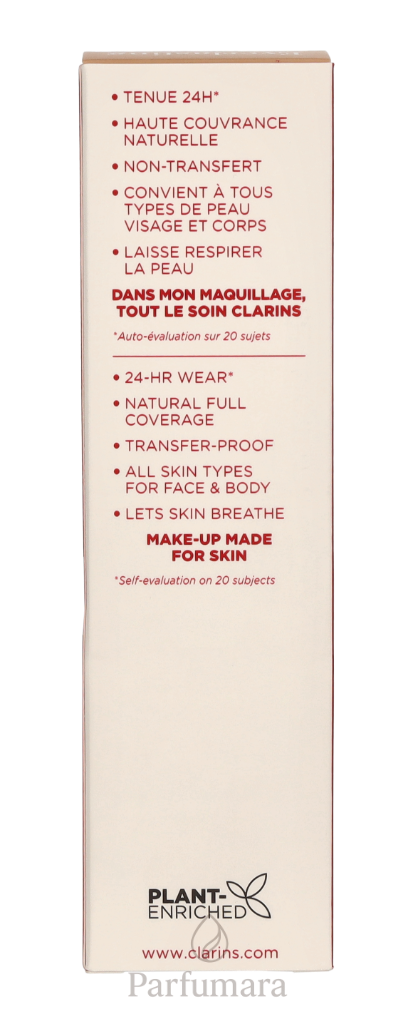 • TENUE 24H*
• HAUTE COUVRANCE
NATURELLE
• NON-TRANSFERT
• CONVIENT À TOUS
TYPES DE PEAU
VISAGE ET CORPS
• LAISSE RESPIRER
LA PEAU
DANS MON MAQUILLAGE,
TOUT LE SOIN CLARINS
*Auto-évaluation sur 20 sujets
• 24-HR WEAR*
• NATURAL FULL
COVERAGE
• TRANSFER-PROOF
• ALL SKIN TYPES
FOR FACE & BODY
• LETS SKIN BREATHE
MAKE-UP MADE
FOR SKIN
*Self-evaluation on 20 subjects
PLANT-
ENRICHED
www.clarins.com
Parfumara